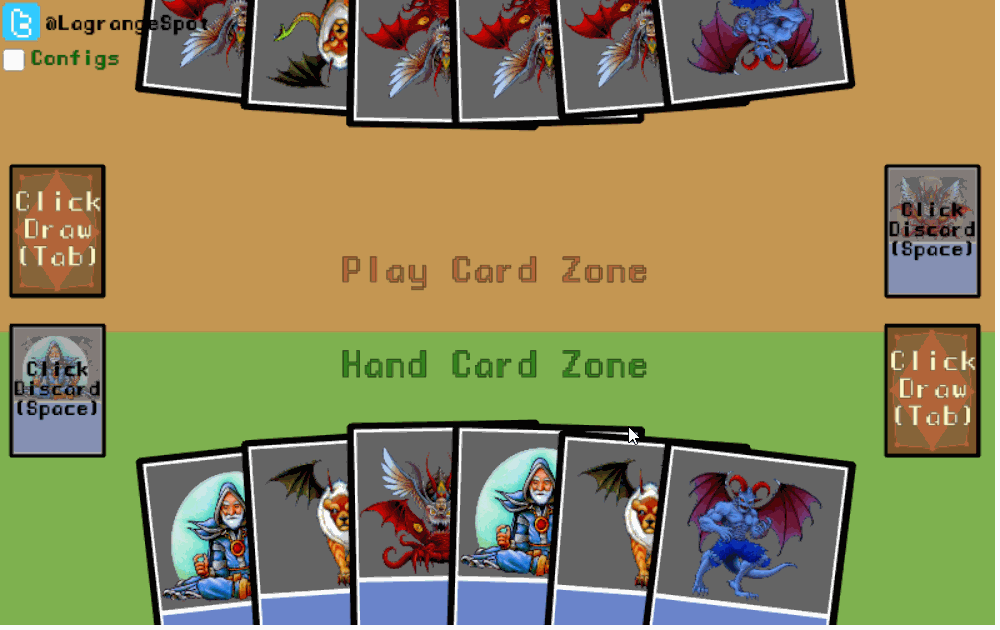 @LagrangeSpot
Configs
Click
Draw
(Tab)
Click
Discard
(Space)
Play Card Zone
Hand Card Zone
Click
Discard
(Space)
Click
Draw
(Tab)